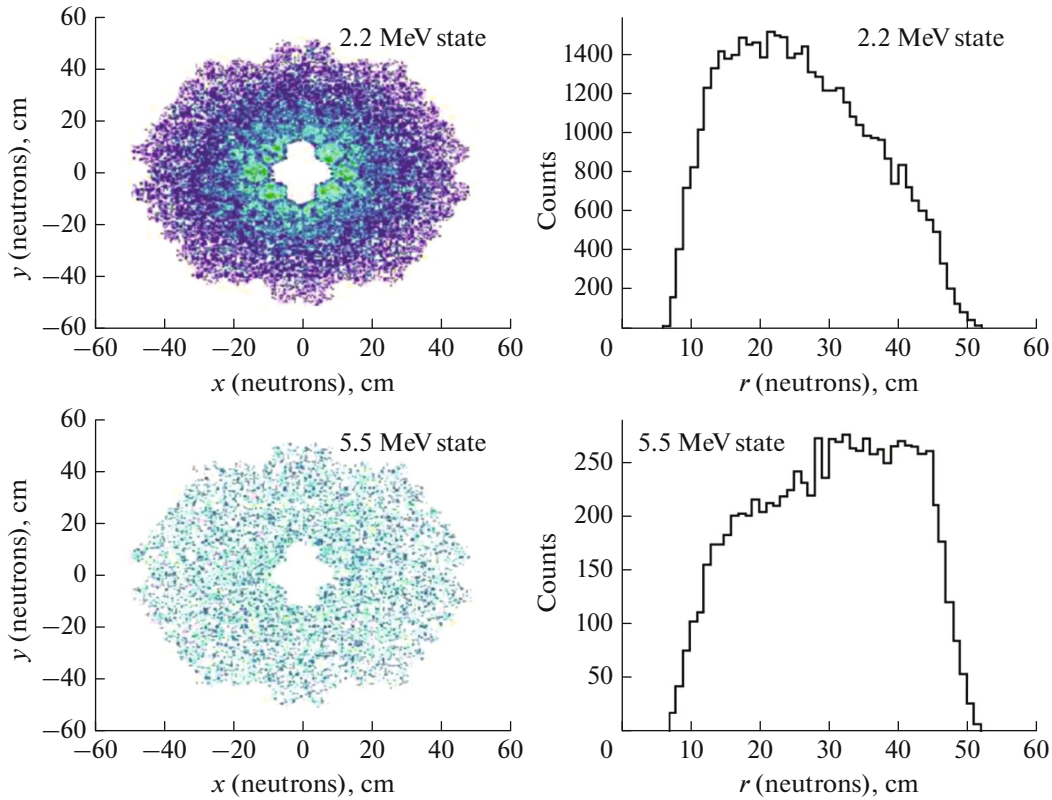 60
2.2 MeV state
40
20
0
−20
−40
−60
y (neutrons), cm
−60 −40 −20 0 20 40 60
x (neutrons), cm
2.2 MeV state
1400
1200
1000
800
600
400
200
Counts
0 10 20 30 40 50 60
r (neutrons), cm
60
5.5 MeV state
40
20
0
−20
−40
−60
y (neutrons), cm
−60 −40 −20 0 20 40 60
x (neutrons), cm
5.5 MeV state
250
200
150
100
50
Counts
0 10 20 30 40 50 60
r (neutrons), cm